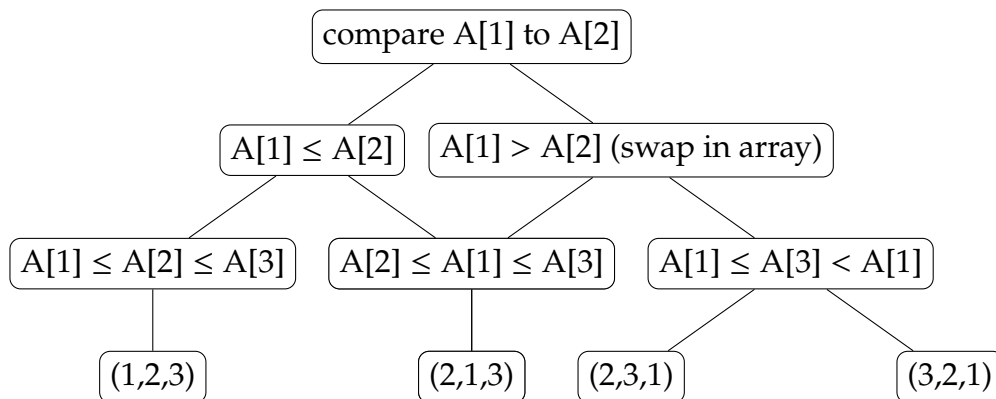 compare A[1] to A[2]
A[1] ≤ A[2]
A[1] > A[2] (swap in array)
A[1] ≤ A[2] ≤ A[3]
A[2] ≤ A[1] ≤ A[3]
A[1] ≤ A[3] < A[1]
(1,2,3)
(2,1,3)
(2,3,1)
(3,2,1)